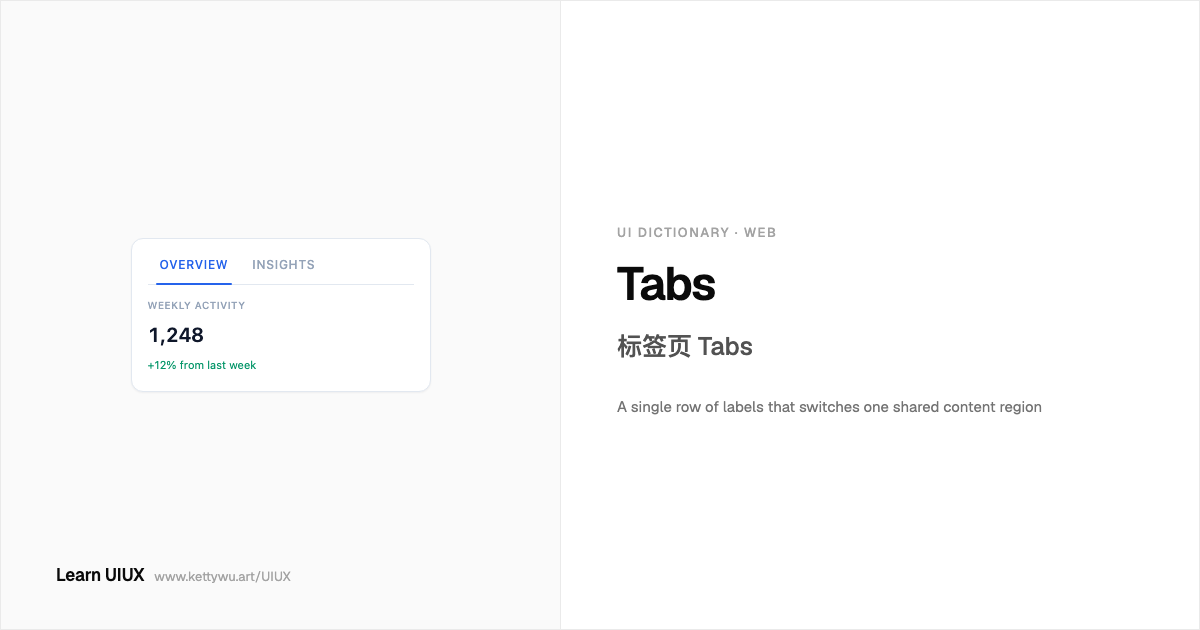 OVERVIEW INSIGHTS
WEEKLY ACTIVITY
1,248
+12% from last week
Learn UIUX www.kettywu.art/UIUX
UI DICTIONARY · WEB
Tabs
标签页 Tabs
A single row of labels that switches one shared content region